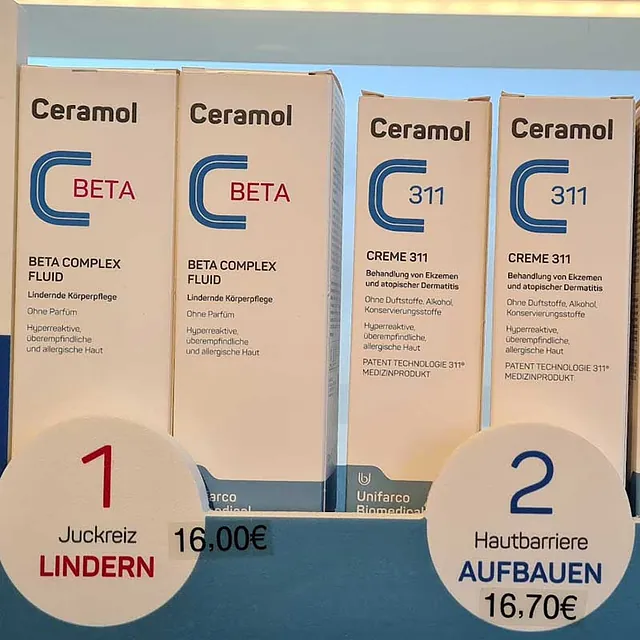 Ceramol
BETA
BETA COMPLEX
FLUID
Lindernde Körperpflege
Ohne Parfüm
Hyperreaktive,
überempfindliche
und allergische Haut
Ceramol
BETA
BETA COMPLEX
FLUID
Lindernde Körperpflege
Ohne Parfüm
Hyperreaktive,
überempfindliche
und allergische Haut
Ceramol
311
CREME 311
Behandlung von Ekzemen
und atopischer Dermatitis
Ohne Duftstoffe, Alkohol,
Konservierungsstoffe
Hyperreaktive,
überempfindliche,
allergische Haut
PATENT TECHNOLOGIE 311®
MEDIZINPRODUKT
Unifarco
Biomedical
Ceramol
311
CREME 311
Behandlung von Ekzemen
und atopischer Dermatitis
Ohne Duftstoffe, Alkohol,
Konservierungsstoffe
Hyperreaktive,
überempfindliche,
allergische Haut
PATENT TECHNOLOGIE 311®
MEDIZINPRODUKT
1
Juckreiz
LINDERN
16,00€
2
Hautbarriere
AUFBAUEN
16,70€